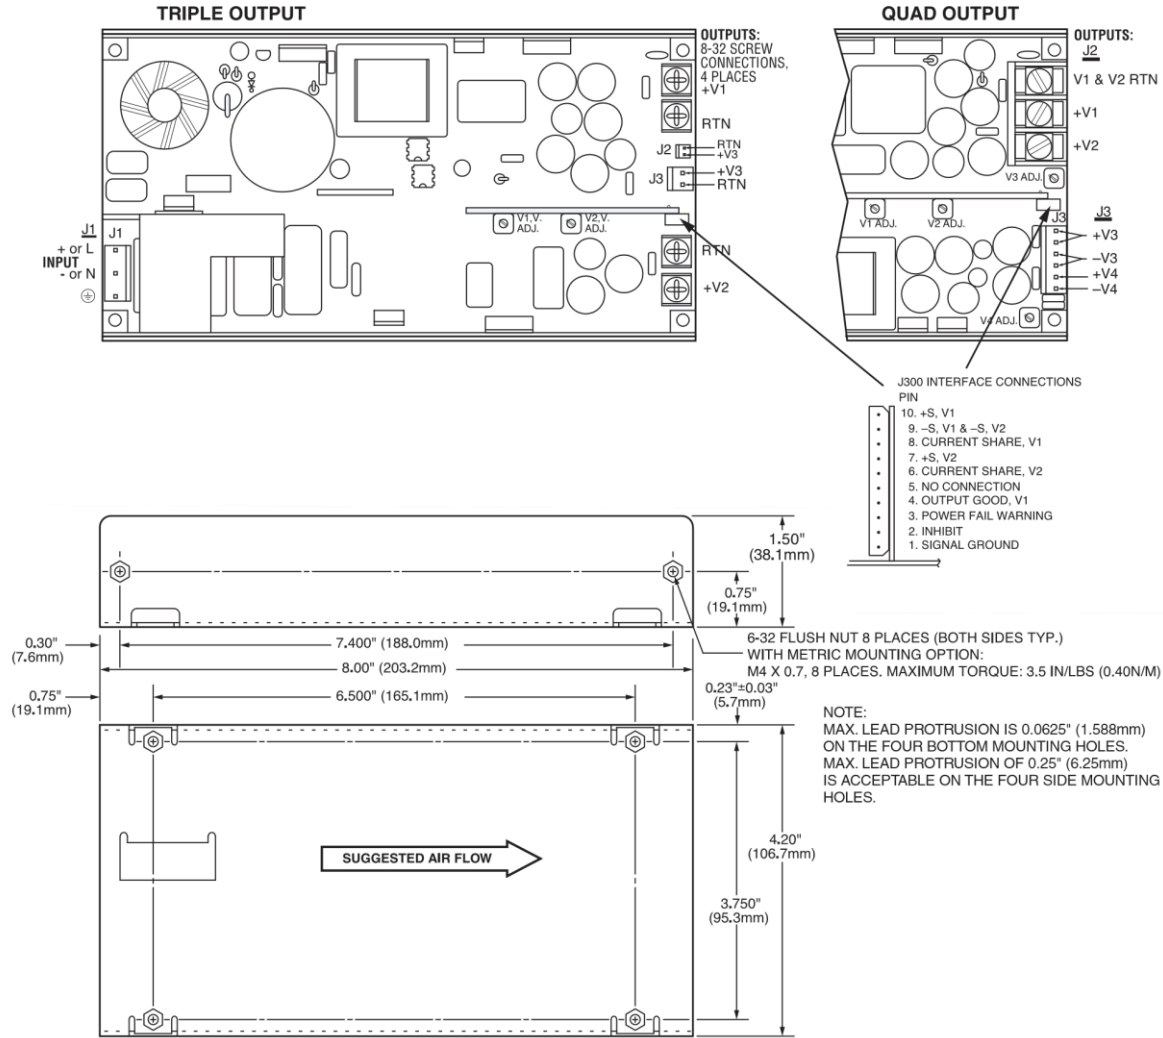 TRIPLE OUTPUT
OUTPUTS:
8-32 SCREW
CONNECTIONS,
4 PLACES
+V1
RTN
J2
RTN
+V3
J3
+V3
RTN
V1,V.
ADJ.
V2,V.
ADJ.
RTN
+V2
J1
J1
+ or L
INPUT
- or N
QUAD OUTPUT
OUTPUTS:
J2
V1 & V2 RTN
+V1
+V2
V3 ADJ.
V1 ADJ.
V2 ADJ.
J3
J3
+V3
–V3
+V4
–V4
V4 ADJ.
J300 INTERFACE CONNECTIONS
PIN
10. +S, V1
9. –S, V1 & –S, V2
8. CURRENT SHARE, V1
7. +S, V2
6. CURRENT SHARE, V2
5. NO CONNECTION
4. OUTPUT GOOD, V1
3. POWER FAIL WARNING
2. INHIBIT
1. SIGNAL GROUND
1.50"
(38.1mm)
0.75"
(19.1mm)
0.30"
(7.6mm)
7.400" (188.0mm)
8.00" (203.2mm)
6-32 FLUSH NUT 8 PLACES (BOTH SIDES TYP.)
WITH METRIC MOUNTING OPTION:
M4 X 0.7, 8 PLACES. MAXIMUM TORQUE: 3.5 IN/LBS (0.40N/M)
0.75"
(19.1mm)
6.500" (165.1mm)
0.23"±0.03"
(5.7mm)
NOTE:
MAX. LEAD PROTRUSION IS 0.0625" (1.588mm)
ON THE FOUR BOTTOM MOUNTING HOLES.
MAX. LEAD PROTRUSION OF 0.25" (6.25mm)
IS ACCEPTABLE ON THE FOUR SIDE MOUNTING
HOLES.
SUGGESTED AIR FLOW
4.20"
(106.7mm)
3.750"
(95.3mm)